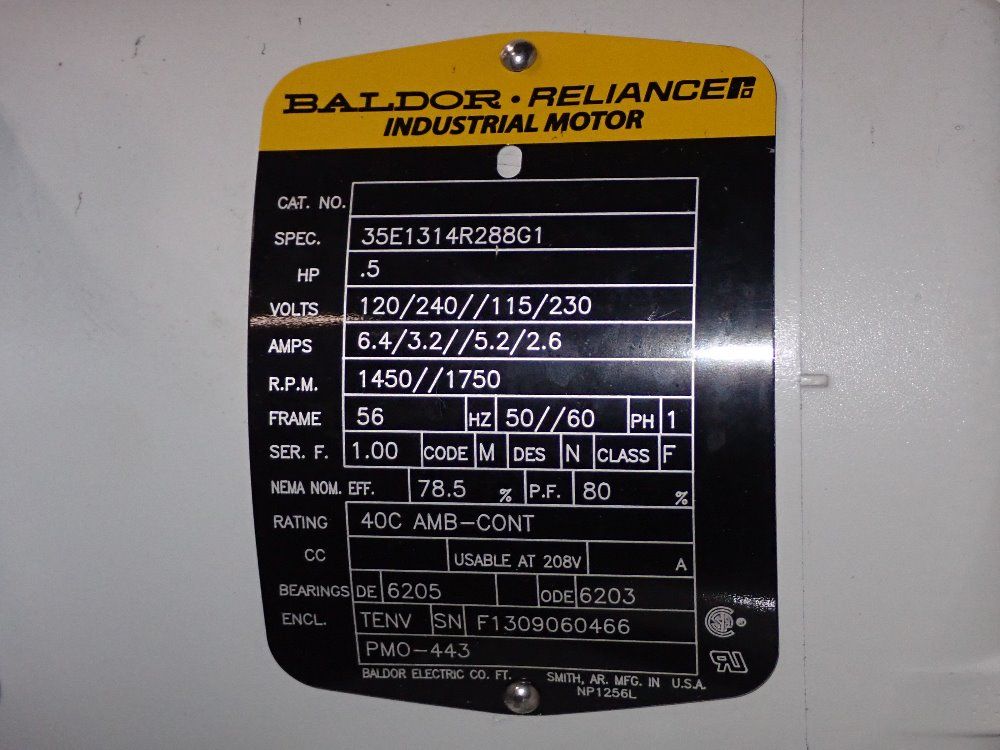 BALDOR • RELIANCE
INDUSTRIAL MOTOR
CAT. NO.
SPEC. 35E1314R288G1
HP .5
VOLTS 120/240//115/230
AMPS 6.4/3.2//5.2/2.6
R.P.M. 1450//1750
FRAME 56 HZ 50//60 PH 1
SER. F. 1.00 CODE M DES N CLASS F
NEMA NOM. EFF. 78.5 % P.F. 80 %
RATING 40C AMB-CONT
CC USABLE AT 208V A
BEARINGS DE 6205 ODE 6203
ENCL. TENV SN F1309060466
PMO-443
BALDOR ELECTRIC CO. FT. SMITH, AR. MFG. IN U.S.A.
NP1256L